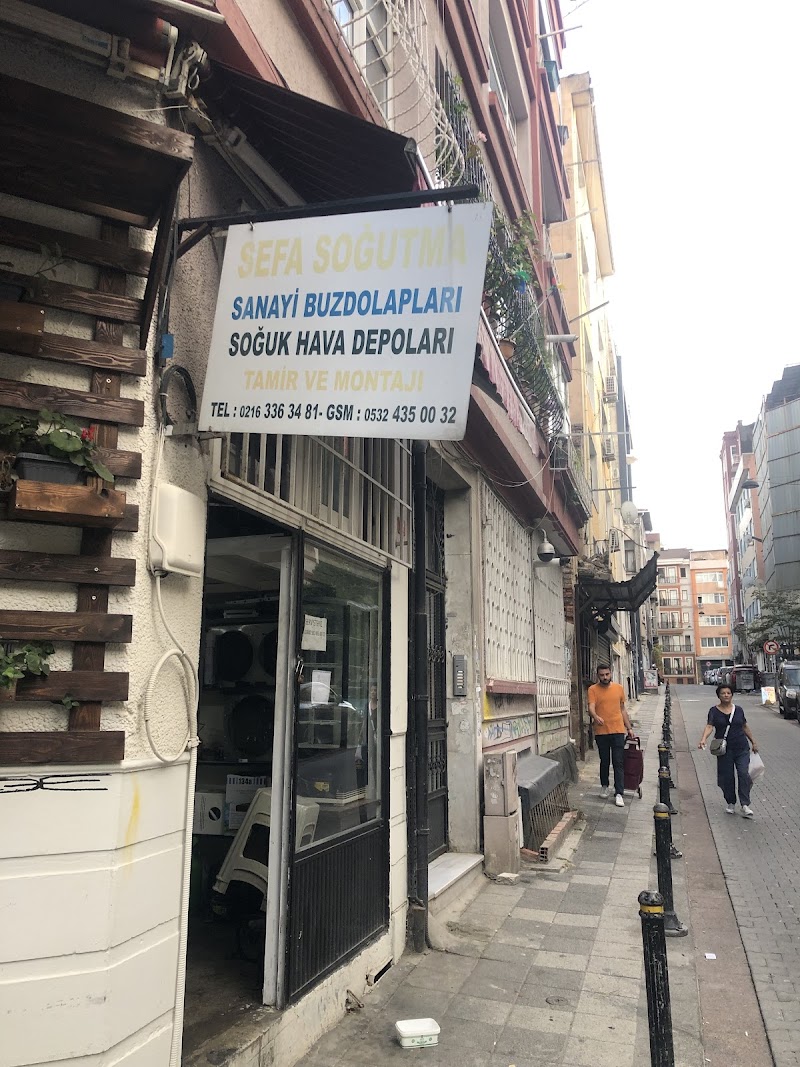 SEFA SOĞUTMA
SANAYİ BUZDOLAPLARI
SOĞUK HAVA DEPOLARI
TAMİR VE MONTAJI
TEL : 0216 336 34 81- GSM : 0532 435 00 32